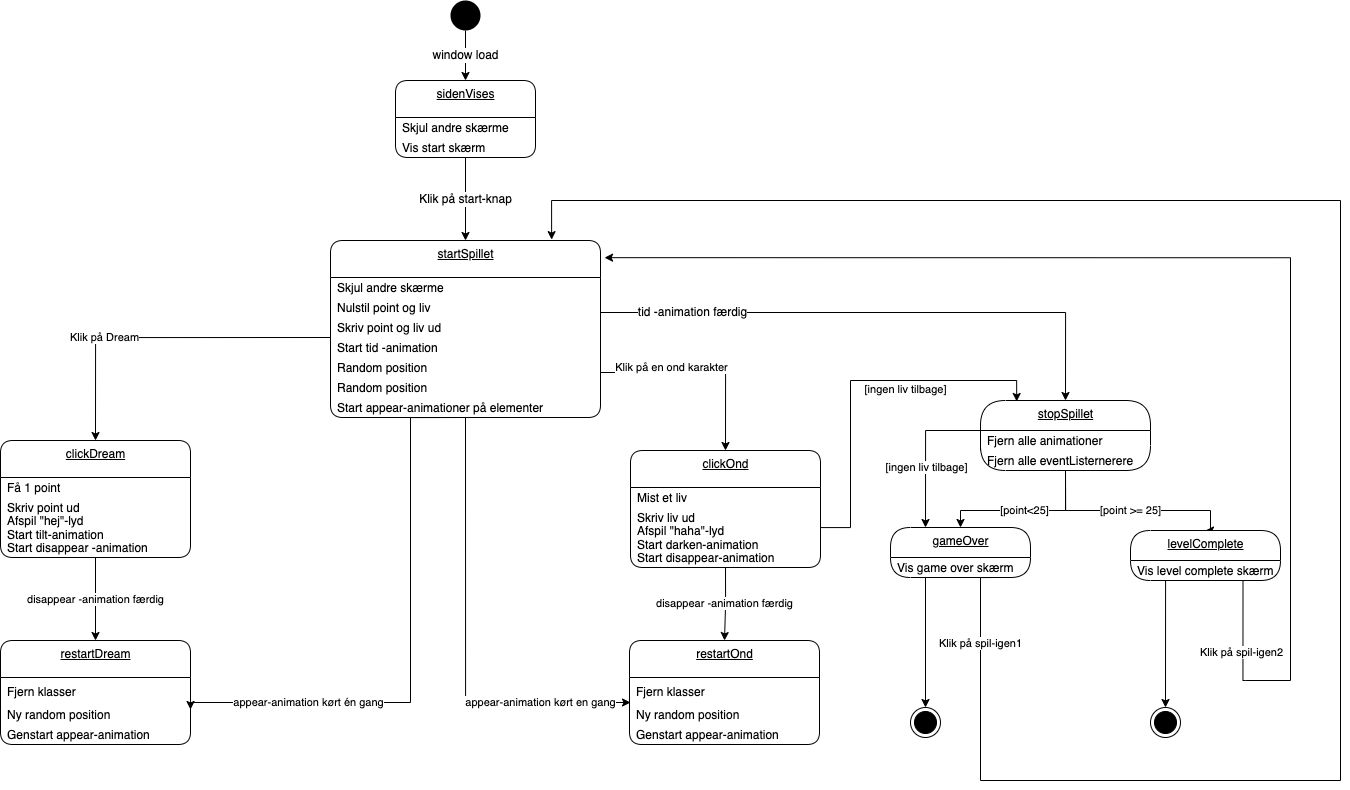 window load
sidenVises
Skjul andre skærme
Vis start skærm
Klik på start-knap
startSpillet
Skjul andre skærme
Nulstil point og liv
Skriv point og liv ud
Start tid -animation
Random position
Random position
Start appear-animationer på elementer
tid -animation færdig
Klik på Dream
Klik på en ond karakter
[ingen liv tilbage]
stopSpillet
Fjern alle animationer
Fjern alle eventListernerere
clickDream
Få 1 point
Skriv point ud
Afspil "hej"-lyd
Start tilt-animation
Start disappear -animation
clickOnd
Mist et liv
Skriv liv ud
Afspil "haha"-lyd
Start darken-animation
Start disappear-animation
[ingen liv tilbage]
[point<25]
[point >= 25]
gameOver
Vis game over skærm
levelComplete
Vis level complete skærm
disappear -animation færdig
disappear -animation færdig
Klik på spil-igen1
Klik på spil-igen2
restartDream
Fjern klasser
Ny random position
Genstart appear-animation
appear-animation kørt én gang
appear-animation kørt en gang
restartOnd
Fjern klasser
Ny random position
Genstart appear-animation